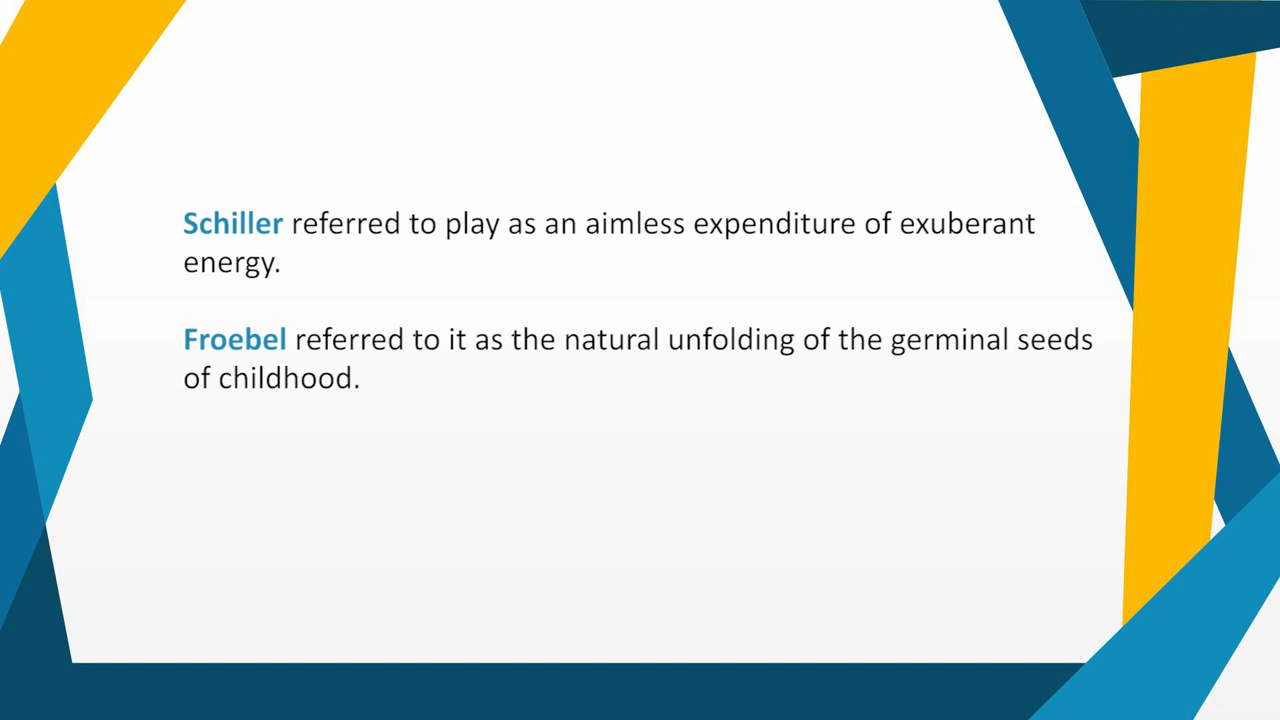 Schiller referred to play as an aimless expenditure of exuberant
energy.
Froebel referred to it as the natural unfolding of the germinal seeds
of childhood.